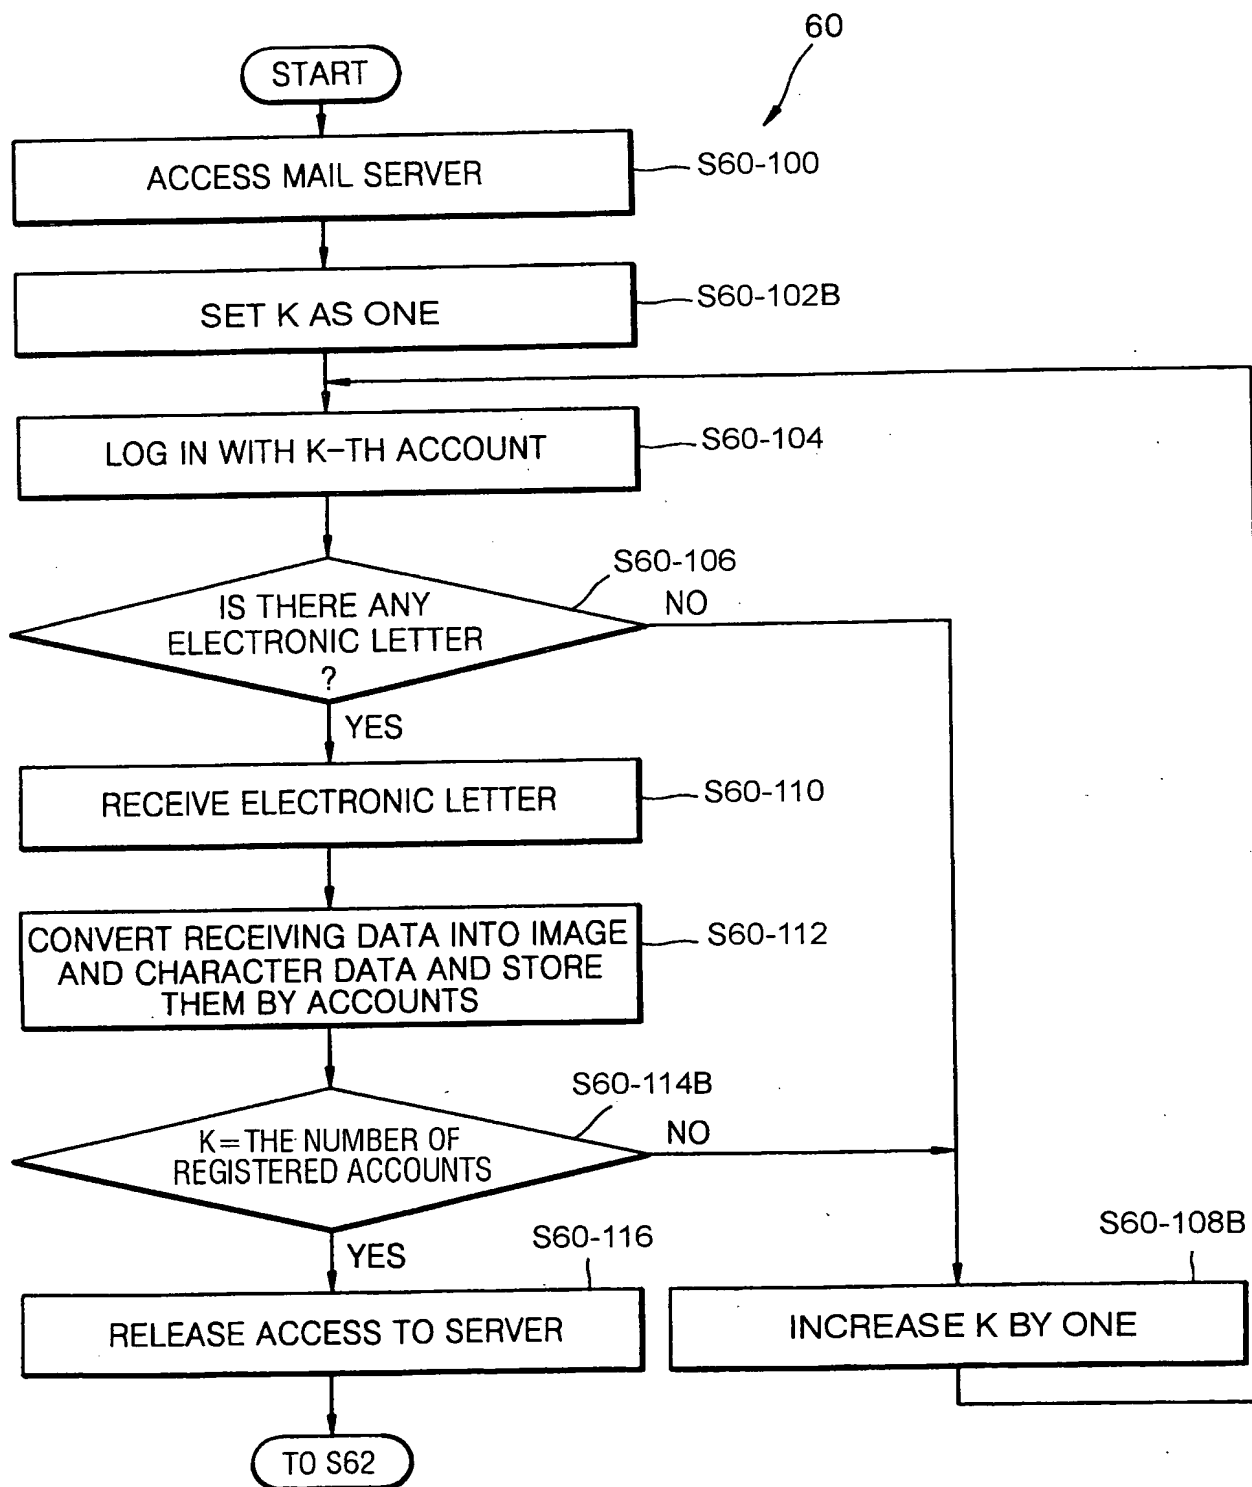 60
START
ACCESS MAIL SERVER
S60-100
SET K AS ONE
S60-102B
LOG IN WITH K-TH ACCOUNT
S60-104
S60-106
IS THERE ANY
ELECTRONIC LETTER
?
NO
YES
RECEIVE ELECTRONIC LETTER
S60-110
CONVERT RECEIVING DATA INTO IMAGE
AND CHARACTER DATA AND STORE
THEM BY ACCOUNTS
S60-112
S60-114B
K=THE NUMBER OF
REGISTERED ACCOUNTS
NO
YES
S60-116
RELEASE ACCESS TO SERVER
S60-108B
INCREASE K BY ONE
TO S62